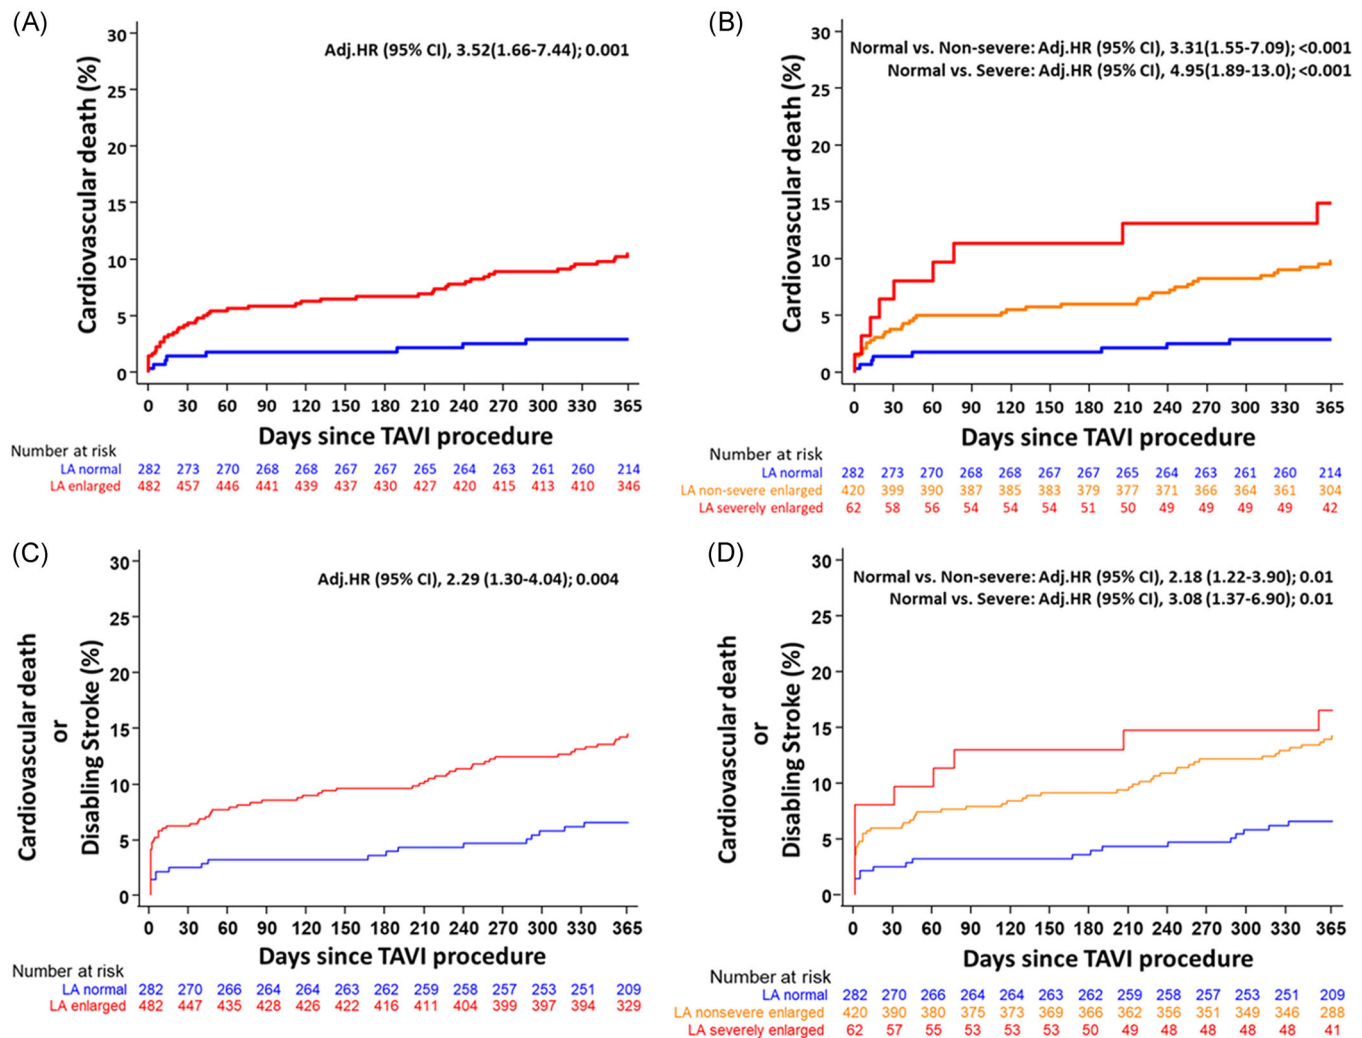 (A)
Adj.HR (95% CI), 3.52(1.66-7.44); 0.001
Cardiovascular death (%)
30
25
20
15
10
5
0
0 30 60 90 120 150 180 210 240 270 300 330 365
Days since TAVI procedure
Number at risk
LA normal 282 273 270 268 268 267 267 265 264 263 261 260 214
LA enlarged 482 457 446 441 439 437 430 427 420 415 413 410 346
(B)
Normal vs. Non-severe: Adj.HR (95% CI), 3.31(1.55-7.09); <0.001
Normal vs. Severe: Adj.HR (95% CI), 4.95(1.89-13.0); <0.001
Cardiovascular death (%)
30
25
20
15
10
5
0
0 30 60 90 120 150 180 210 240 270 300 330 365
Days since TAVI procedure
Number at risk
LA normal 282 273 270 268 268 267 267 265 264 263 261 260 214
LA non-severe enlarged 420 399 390 387 385 383 379 377 371 366 364 361 304
LA severely enlarged 62 58 56 54 54 54 51 50 49 49 49 49 42
(C)
Adj.HR (95% CI), 2.29 (1.30-4.04); 0.004
Cardiovascular death
or
Disabling Stroke (%)
30
25
20
15
10
5
0
0 30 60 90 120 150 180 210 240 270 300 330 365
Days since TAVI procedure
Number at risk
LA normal 282 270 266 264 264 263 262 259 258 257 253 251 209
LA enlarged 482 447 435 428 426 422 416 411 404 399 397 394 329
(D)
Normal vs. Non-severe: Adj.HR (95% CI), 2.18 (1.22-3.90); 0.01
Normal vs. Severe: Adj.HR (95% CI), 3.08 (1.37-6.90); 0.01
Cardiovascular death
or
Disabling Stroke (%)
30
25
20
15
10
5
0
0 30 60 90 120 150 180 210 240 270 300 330 365
Days since TAVI procedure
Number at risk
LA normal 282 270 266 264 264 263 262 259 258 257 253 251 209
LA nonsevere enlarged 420 390 380 375 373 369 366 362 356 351 349 346 288
LA severely enlarged 62 57 55 53 53 53 50 49 48 48 48 48 41